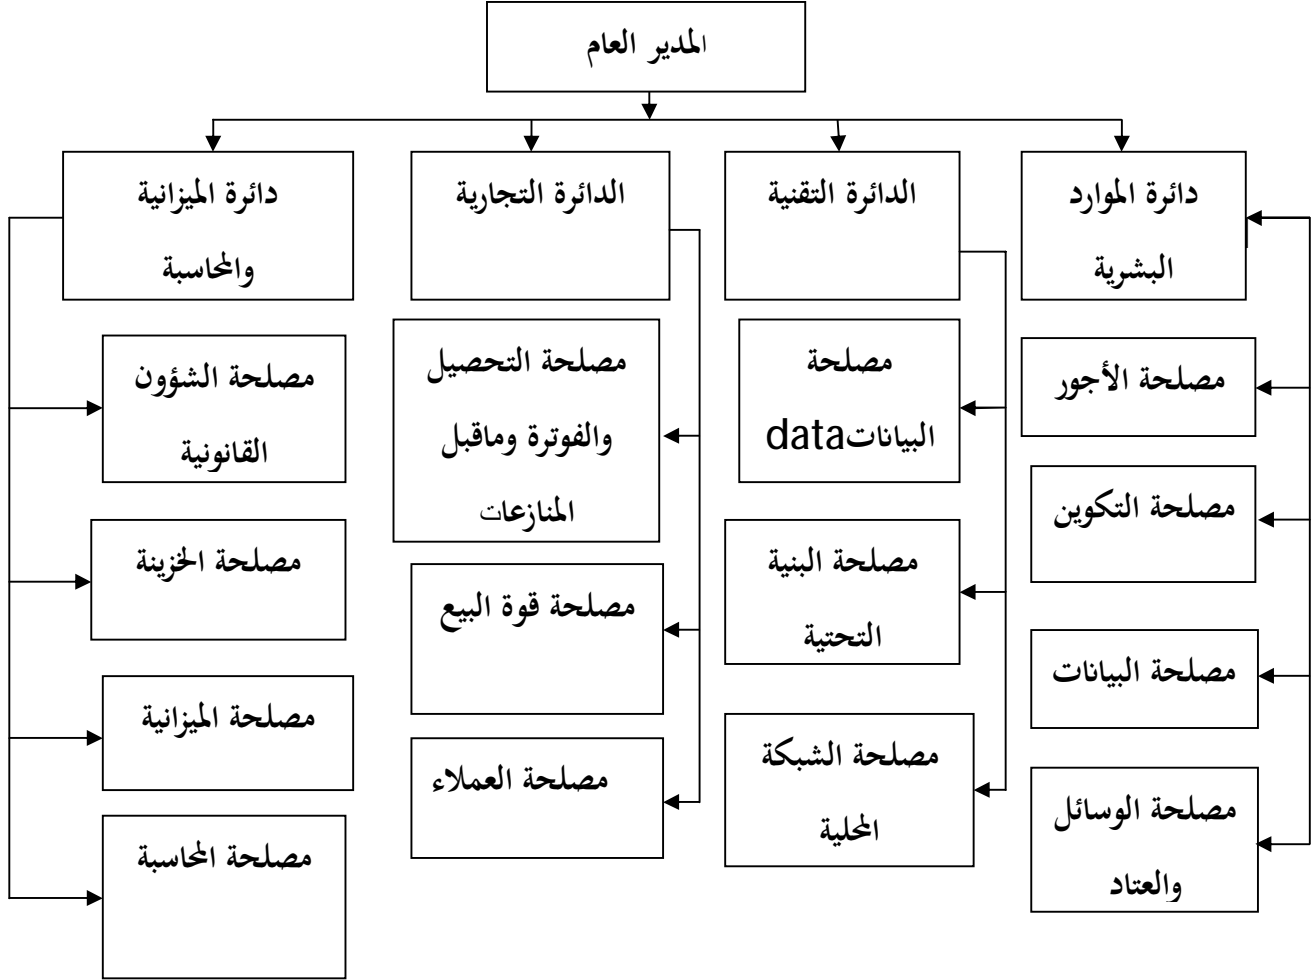 المدير العام
دائرة الموارد
البشرية
الدائرة التقنية
الدائرة التجارية
دائرة الميزانية
والمحاسبة
مصلحة الأجور
مصلحة التكوين
مصلحة البيانات
مصلحة الوسائل
والعتاد
مصلحة
البياناتdata
مصلحة البنية
التحتية
مصلحة الشبكة
المحلية
مصلحة التحصيل
والفوترة وماقبل
المنازعات
مصلحة قوة البيع
مصلحة العملاء
مصلحة الشؤون
القانونية
مصلحة الخزينة
مصلحة الميزانية
مصلحة المحاسبة